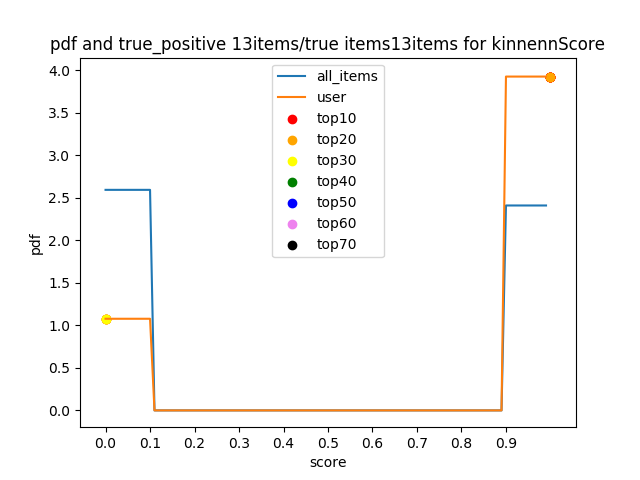 pdf and true_positive 13items/true items13items for kinnennScore
all_items
user
top10
top20
top30
top40
top50
top60
top70
pdf
4.0
3.5
3.0
2.5
2.0
1.5
1.0
0.5
0.0
0.0 0.1 0.2 0.3 0.4 0.5 0.6 0.7 0.8 0.9
score